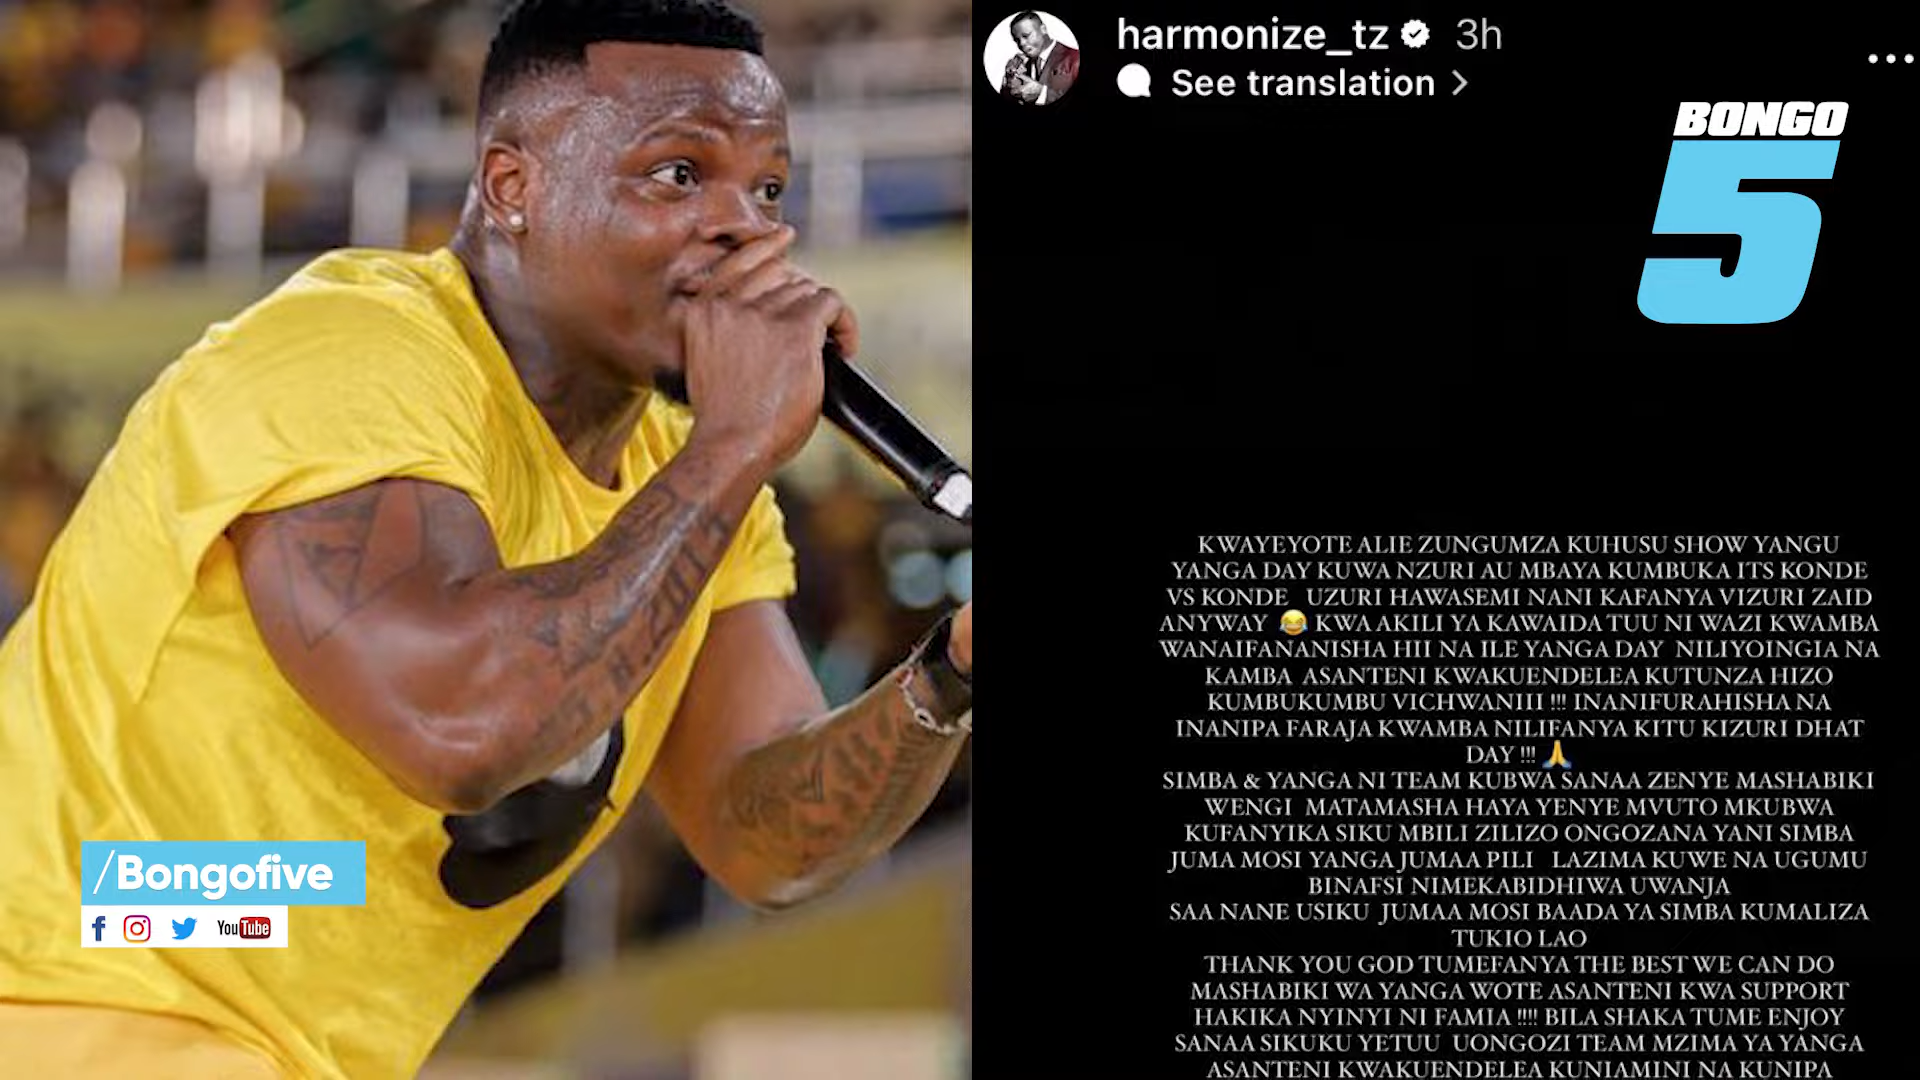 harmonize_tz 3h
See translation >
BONGO
5
KWAYEYOTE ALIE ZUNGUMZA KUHUSU SHOW YANGU
YANGA DAY KUWA NZURI AU MBAYA KUMBUKA ITS KONDE
VS KONDE UZURI HAWASEMI NANI KAFANYA VIZURI ZAID
ANYWAY 😂 KWA AKILI YA KAWAIDA TUU NI WAZI KWAMBA
WANAIFANANISHA HII NA ILE YANGA DAY NILIYOINGIA NA
KAMBA ASANTENI KWAKUENDELEA KUTUNZA HIZO
KUMBUKUMBU VICHWANIII !!! INANIFURAHISHA NA
INANIPA FARAJA KWAMBA NILIFANYA KITU KIZURI DHAT
DAY !!! 🙏
SIMBA & YANGA NI TEAM KUBWA SANAA ZENYE MASHABIKI
WENGI MATAMASHA HAYA YENYE MVUTO MKUBWA
KUFANYIKA SIKU MBILI ZILIZO ONGOZANA YANI SIMBA
JUMA MOSI YANGA JUMAA PILI LAZIMA KUWE NA UGUMU
BINAFSI NIMEKABIDHIWA UWANJA
SAA NANE USIKU JUMAA MOSI BAADA YA SIMBA KUMALIZA
TUKIO LAO
THANK YOU GOD TUMEFANYA THE BEST WE CAN DO
MASHABIKI WA YANGA WOTE ASANTENI KWA SUPPORT
HAKIKA NYINYI NI FAMIA !!!! BILA SHAKA TUME ENJOY
SANAA SIKUKU YETUU UONGOZI TEAM MZIMA YA YANGA
ASANTENI KWAKUENDELEA KUNIAMINI NA KUNIPA
/Bongofive
f YouTube